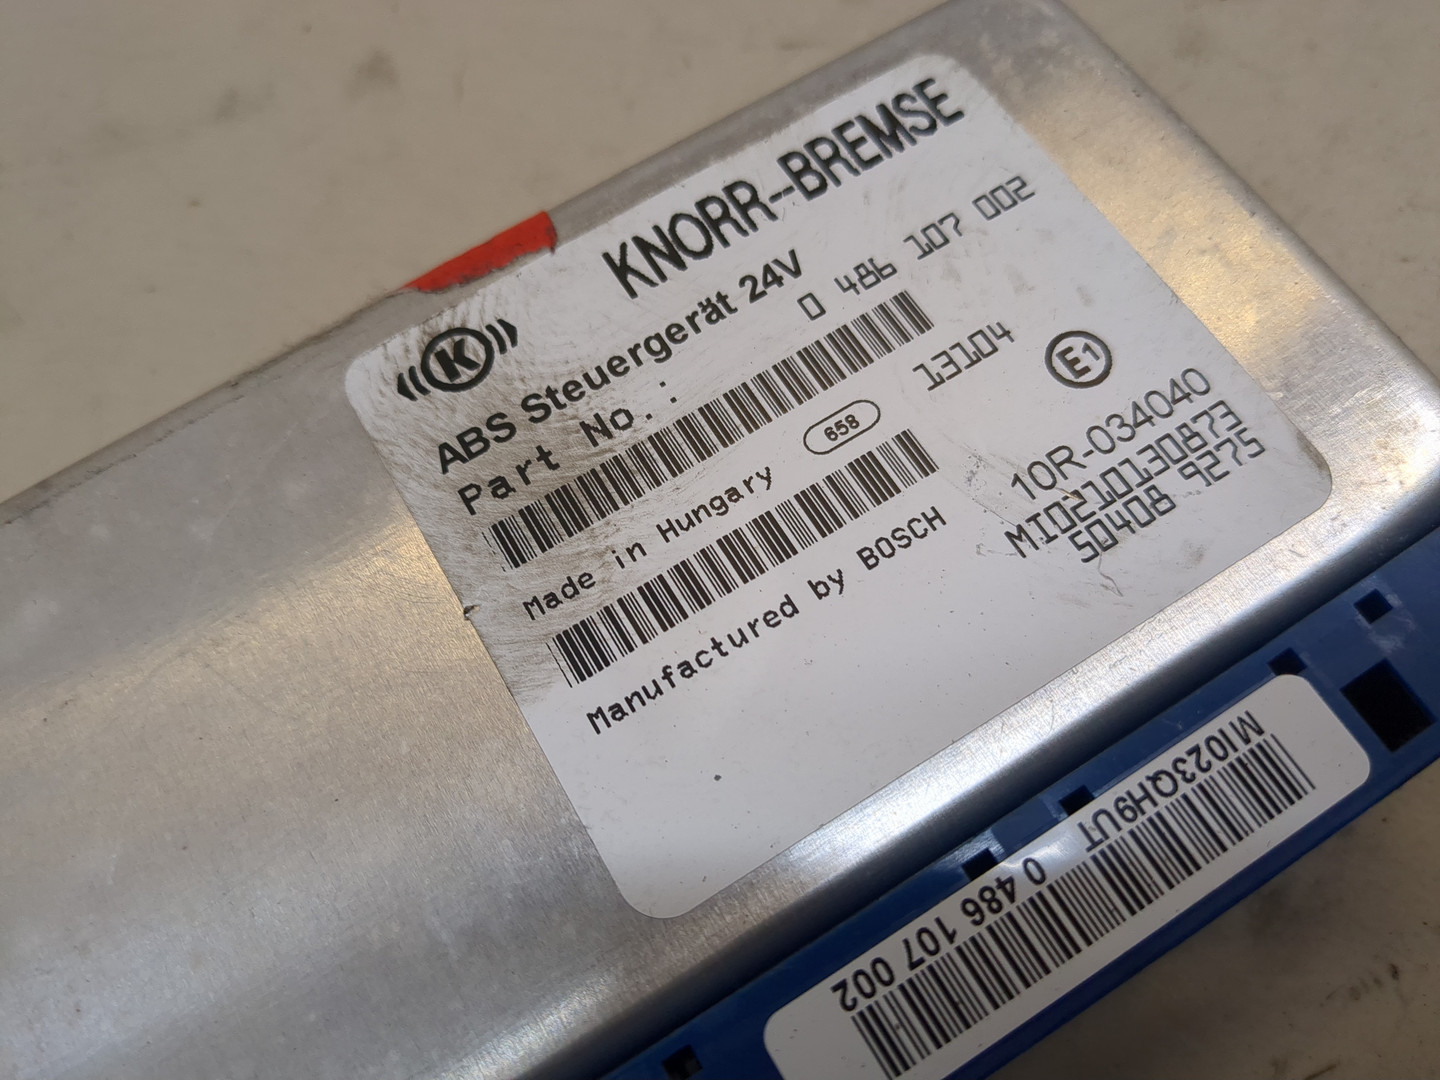 KNORR-BREMSE
K
ABS Steuergerät 24V
Part No.: 0 486 107 002
13104
E1
Made in Hungary 658
10R-034040
MI0210130873
50408 9275
Manufactured by BOSCH
MI023QH9UT
0 486 107 002